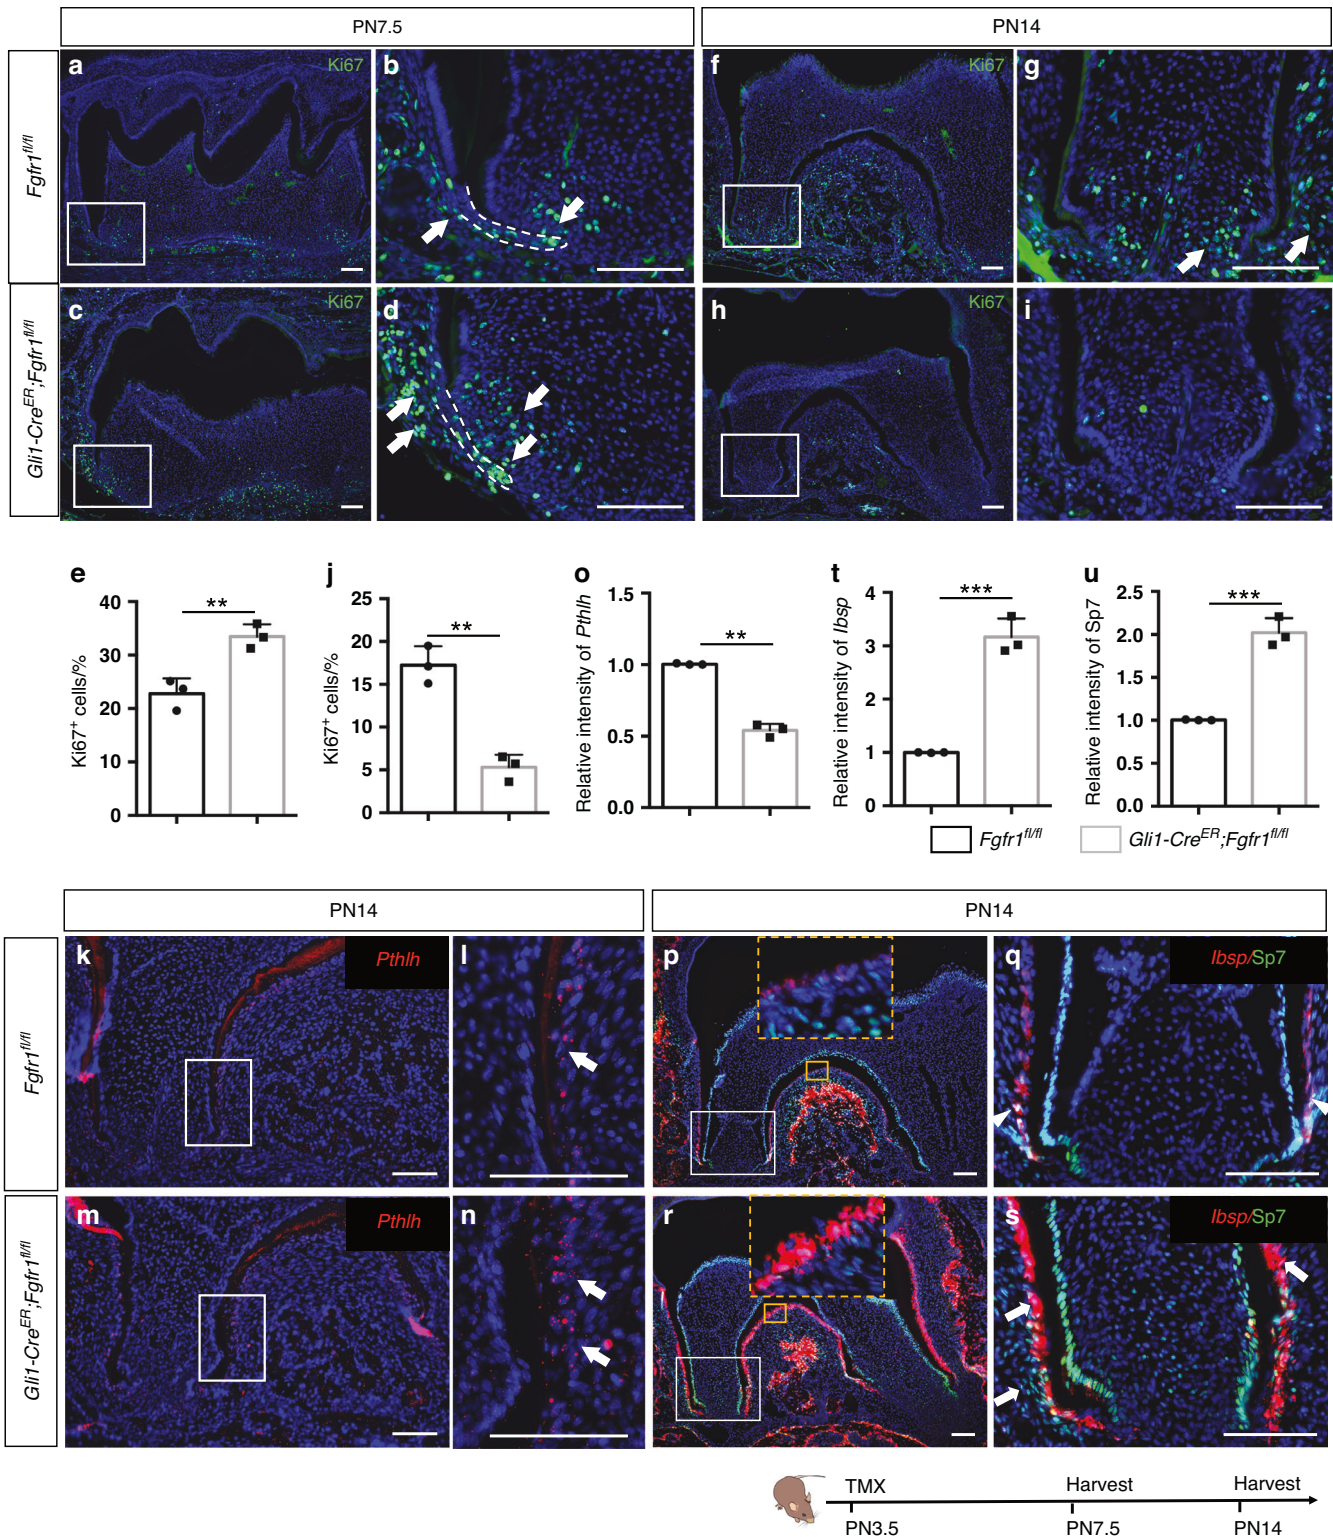 PN7.5
PN14
Fgfr1fl/fl
a
Ki67
b
f
Ki67
g
Gli1-CreER;Fgfr1fl/fl
c
Ki67
d
h
Ki67
i
e
Ki67+ cells/%
40
30
20
10
0
**
j
Ki67+ cells/%
25
20
15
10
5
0
**
o
Relative intensity of Pthlh
1.5
1.0
0.5
0.0
**
t
Relative intensity of Ibsp
4
3
2
1
0
***
u
Relative intensity of Sp7
2.5
2.0
1.5
1.0
0.5
0.0
***
Fgfr1fl/fl
Gli1-CreER;Fgfr1fl/fl
PN14
PN14
Fgfr1fl/fl
k
Pthlh
l
p
q
Ibsp/Sp7
Gli1-CreER;Fgfr1fl/fl
m
Pthlh
n
r
s
Ibsp/Sp7
TMX
Harvest
Harvest
PN3.5
PN7.5
PN14